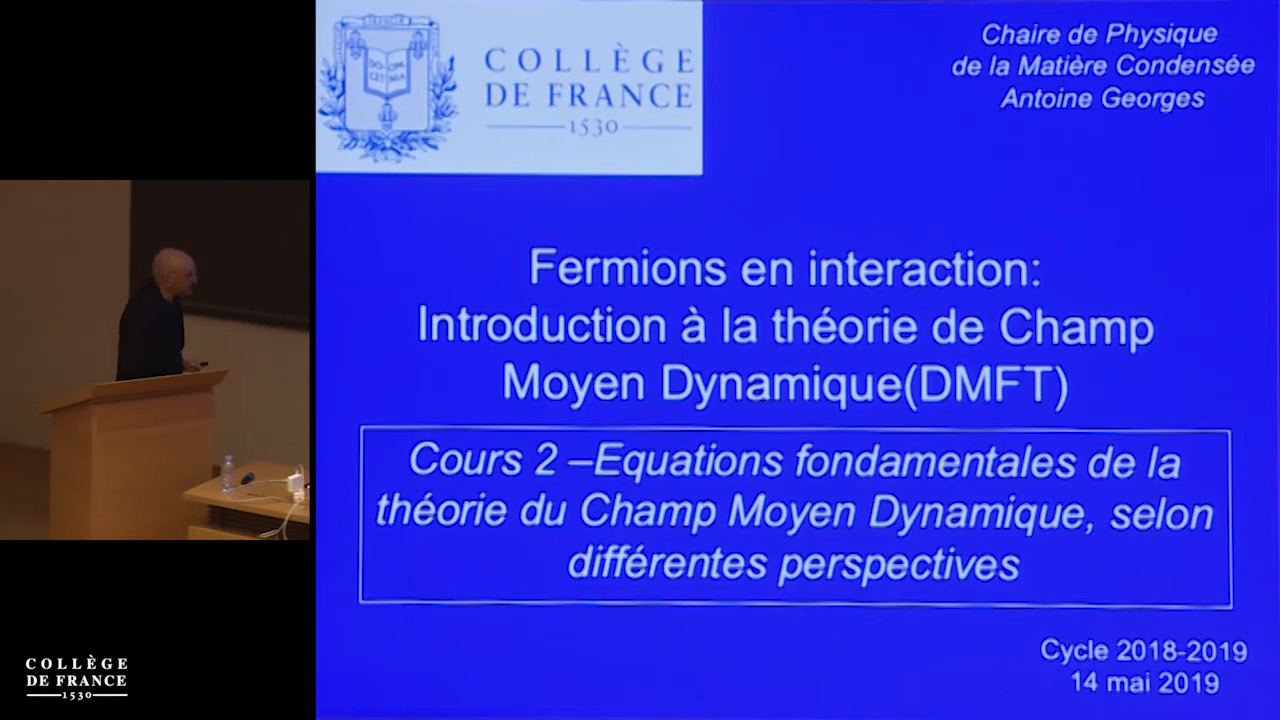 COLLÈGE
DE FRANCE
1530
Chaire de Physique
de la Matière Condensée
Antoine Georges
Fermions en interaction:
Introduction à la théorie de Champ
Moyen Dynamique(DMFT)
Cours 2 –Equations fondamentales de la
théorie du Champ Moyen Dynamique, selon
différentes perspectives
Cycle 2018-2019
14 mai 2019
COLLÈGE
DE FRANCE
1530